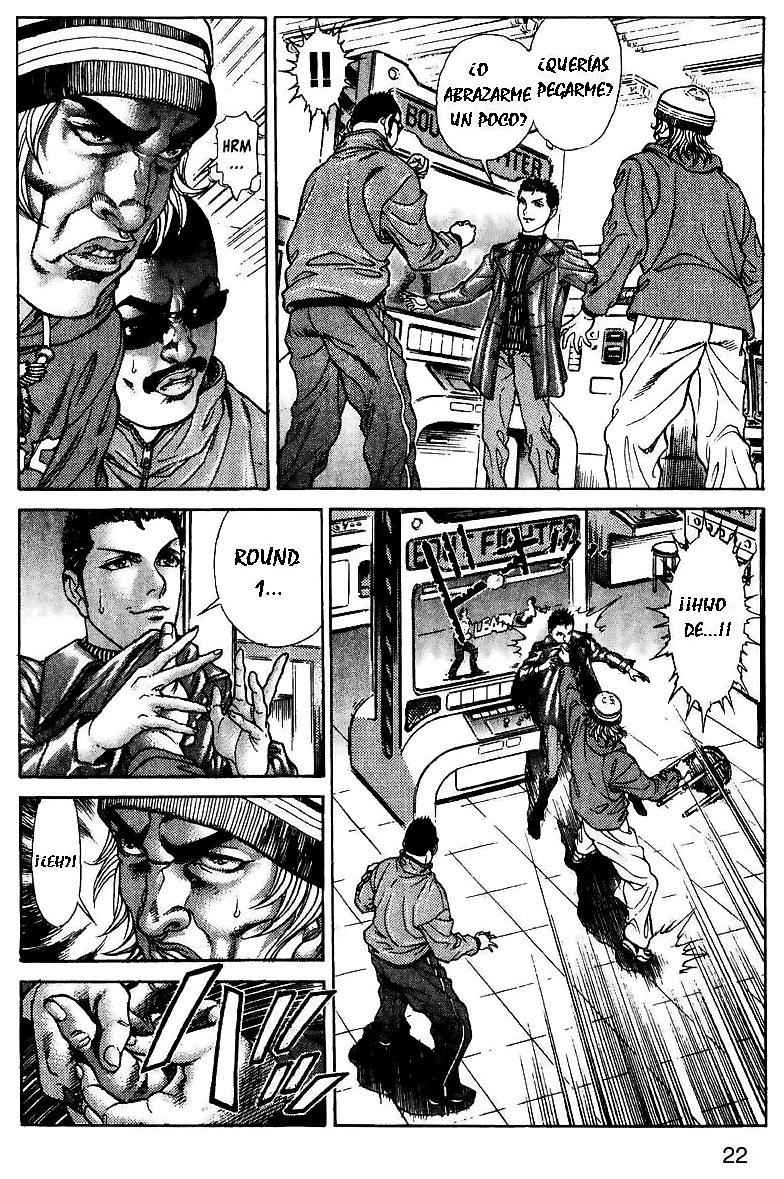 ¿QUERÍAS
PEGARME?
¿O
ABRAZARME
UN POCO?
!!
HRM
...
¡¡HIJO
DE...!!
ROUND
1...
¡¿EH?!
22